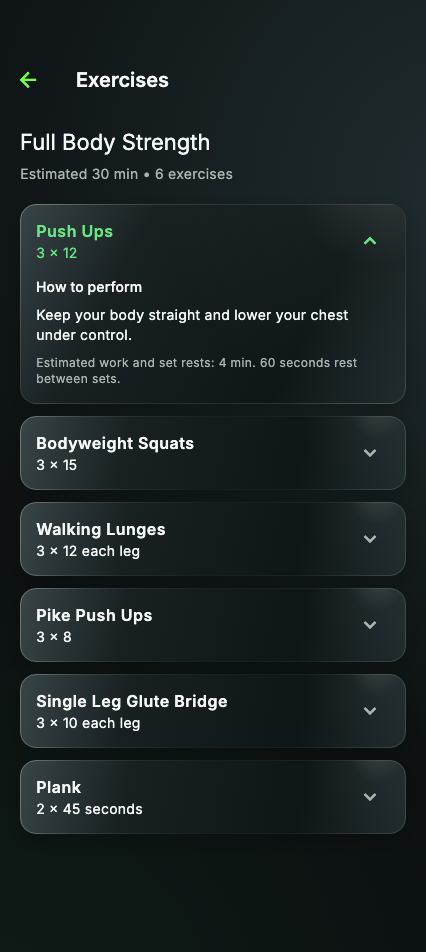 Exercises
Full Body Strength
Estimated 30 min • 6 exercises
Push Ups
3 × 12
How to perform
Keep your body straight and lower your chest
under control.
Estimated work and set rests: 4 min. 60 seconds rest
between sets.
Bodyweight Squats
3 × 15
Walking Lunges
3 × 12 each leg
Pike Push Ups
3 × 8
Single Leg Glute Bridge
3 × 10 each leg
Plank
2 × 45 seconds